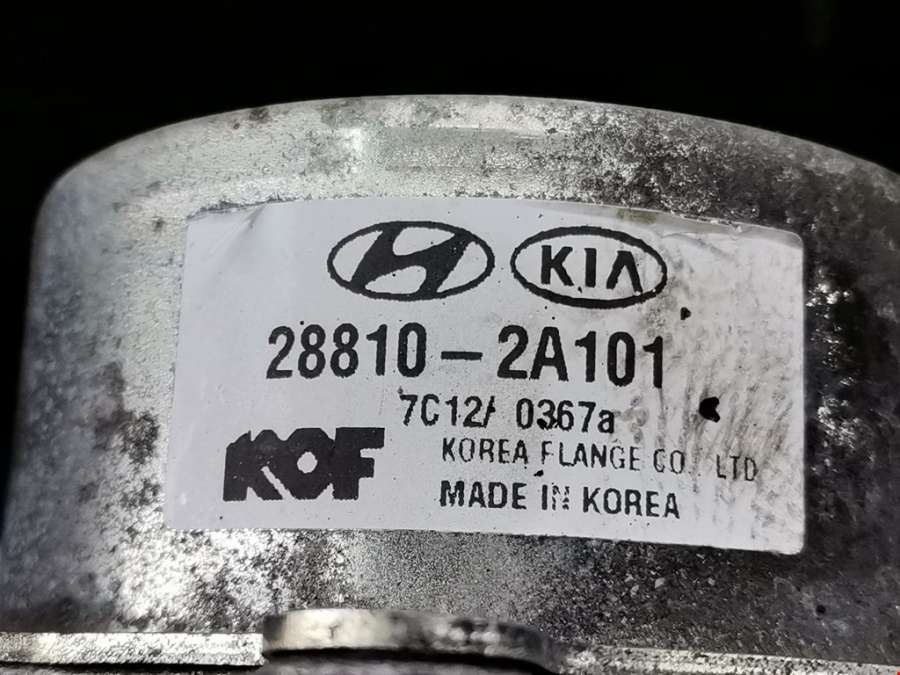 KIA
28810-2A101
7C12/ 0367a
KOF
KOREA FLANGE CO., LTD
MADE IN KOREA